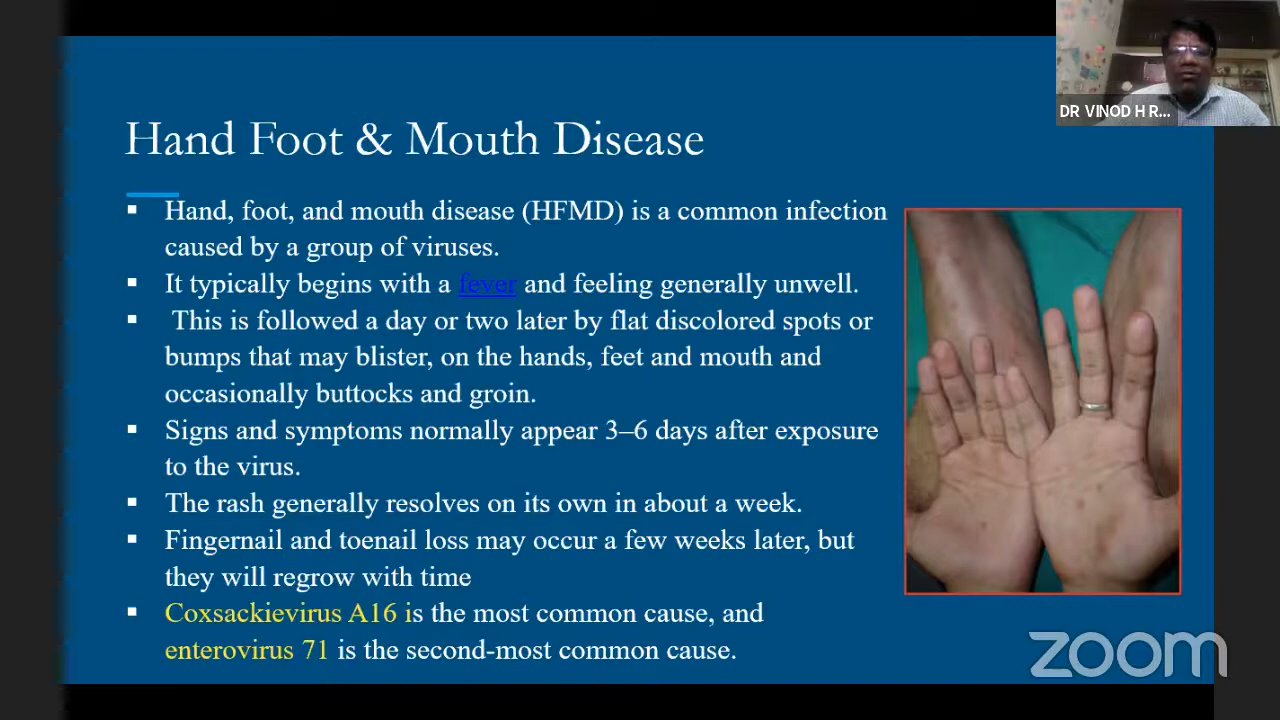 DR VINOD H R...
Hand Foot & Mouth Disease
▪ Hand, foot, and mouth disease (HFMD) is a common infection
caused by a group of viruses.
▪ It typically begins with a fever and feeling generally unwell.
▪ This is followed a day or two later by flat discolored spots or
bumps that may blister, on the hands, feet and mouth and
occasionally buttocks and groin.
▪ Signs and symptoms normally appear 3–6 days after exposure
to the virus.
▪ The rash generally resolves on its own in about a week.
▪ Fingernail and toenail loss may occur a few weeks later, but
they will regrow with time
▪ Coxsackievirus A16 is the most common cause, and
enterovirus 71 is the second-most common cause.
zoom